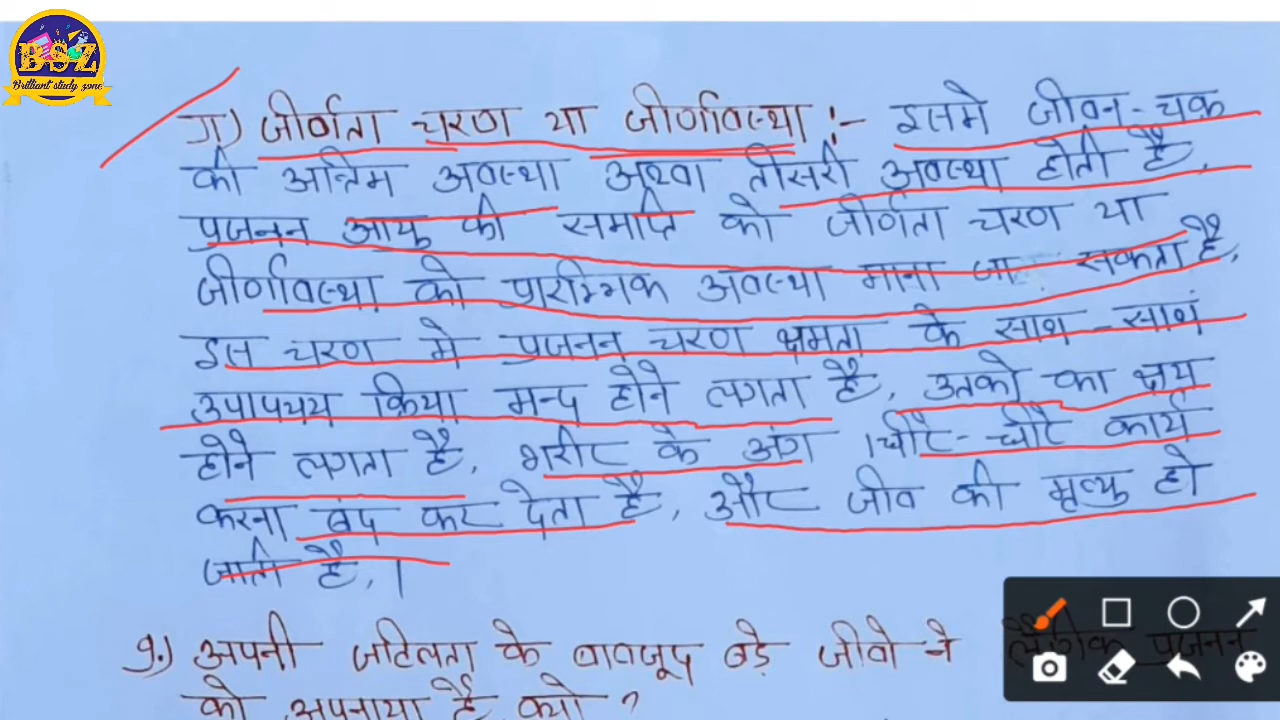 BSZ
Brilliant study zone
ग) जीर्णता चरण या जीर्णावस्था :- इसमे जीवन-चक्र
की अन्तिम अवस्था अथवा तीसरी अवस्था होती है,
प्रजनन आयु की समाप्ति को जीर्णता चरण या
जीर्णावस्था को प्रारम्भिक अवस्था माना जा सकता है,
इस चरण मे प्रजनन चरण क्षमता के साथ-साथ
उपापचय क्रिया मन्द होने लगता है, उतको का क्षय
होने लगता है, शरीर के अंग धीरे-धीरे कार्य
करना बंद कर देता है, और जीव की मृत्यु हो
जाती है, ।
9.) अपनी जटिलता के बावजूद बड़े जीवो ने लैंगिक प्रजनन
को अपनाया है क्यो ?